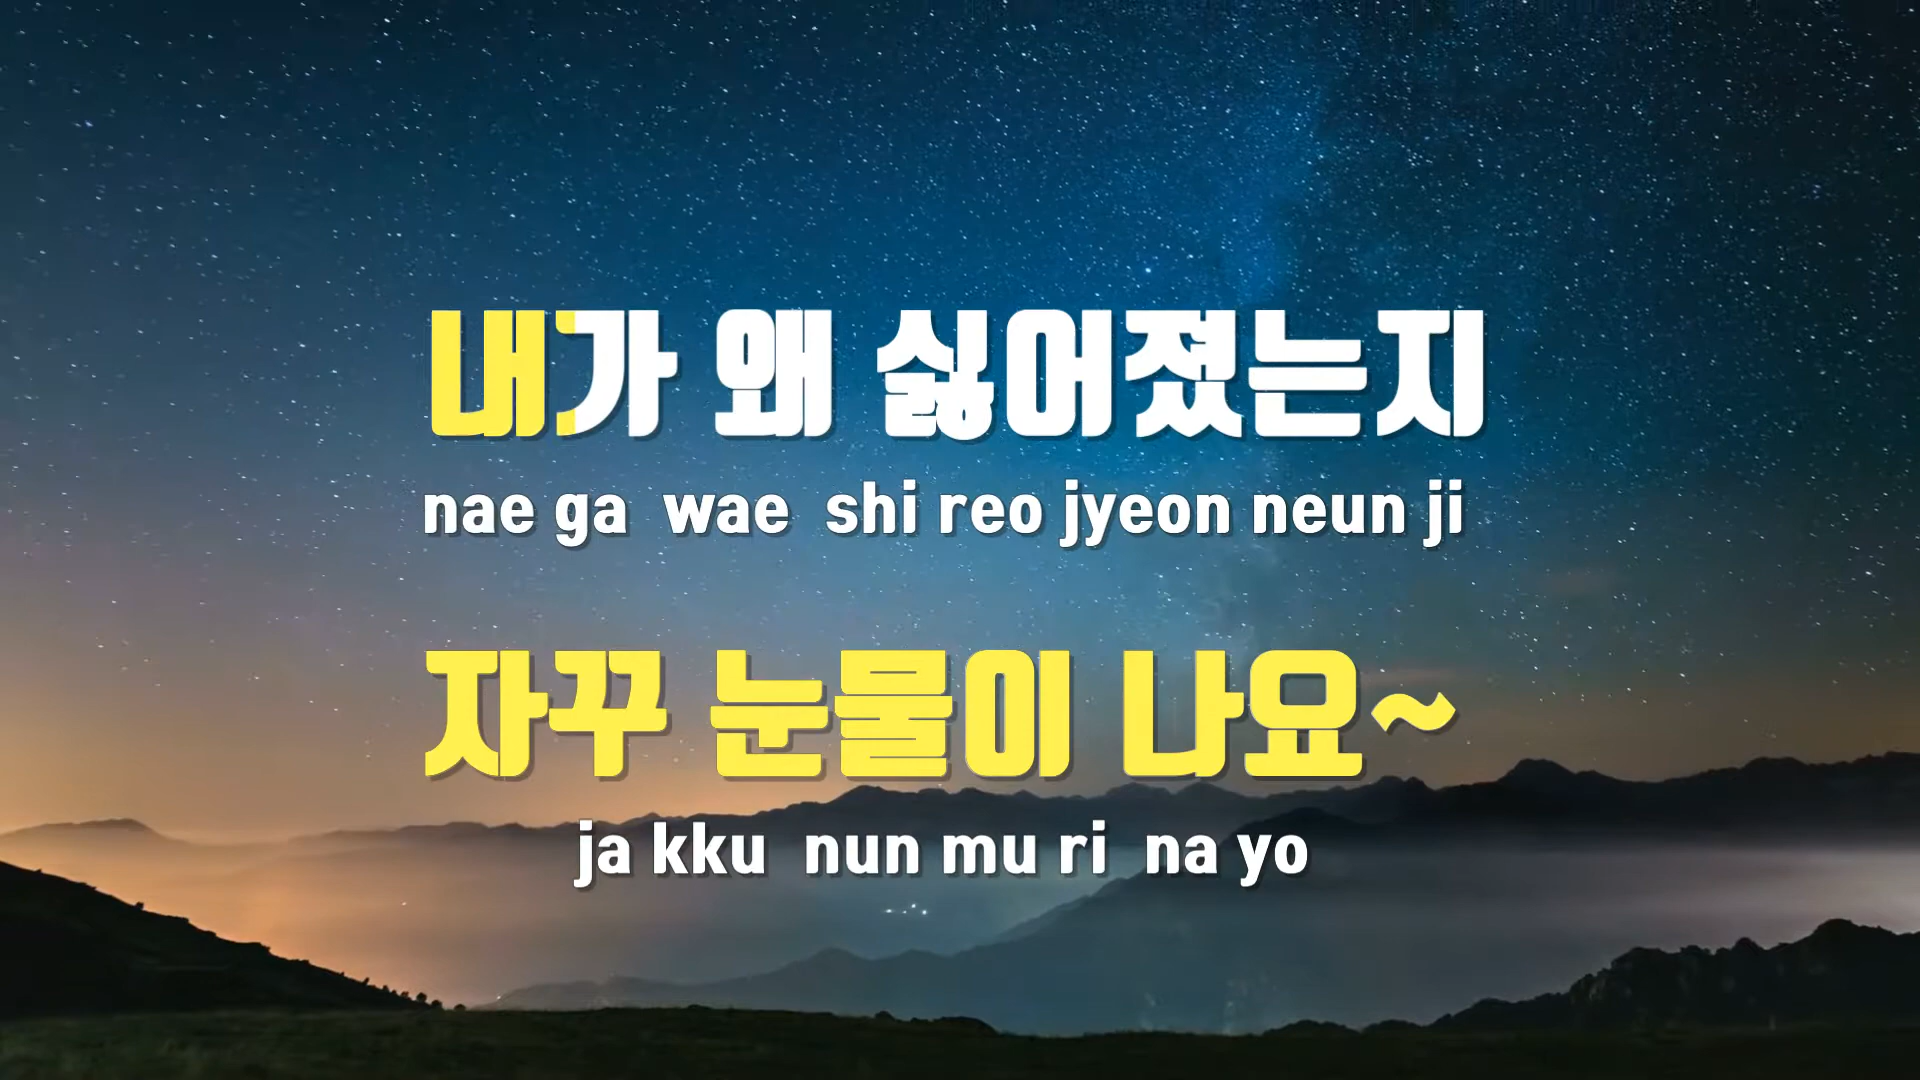 내가 왜 싫어졌는지
nae ga wae shi reo jyeon neun ji
자꾸 눈물이 나요~
ja kku nun mu ri na yo